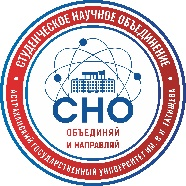 СТУДЕНЧЕСКОЕ НАУЧНОЕ ОБЪЕДИНЕНИЕ
СНО
ОБЪЕДИНЯЙ
И НАПРАВЛЯЙ
АСТРАХАНСКИЙ ГОСУДАРСТВЕННЫЙ УНИВЕРСИТЕТ ИМ. В.Н. ТАТИЩЕВА